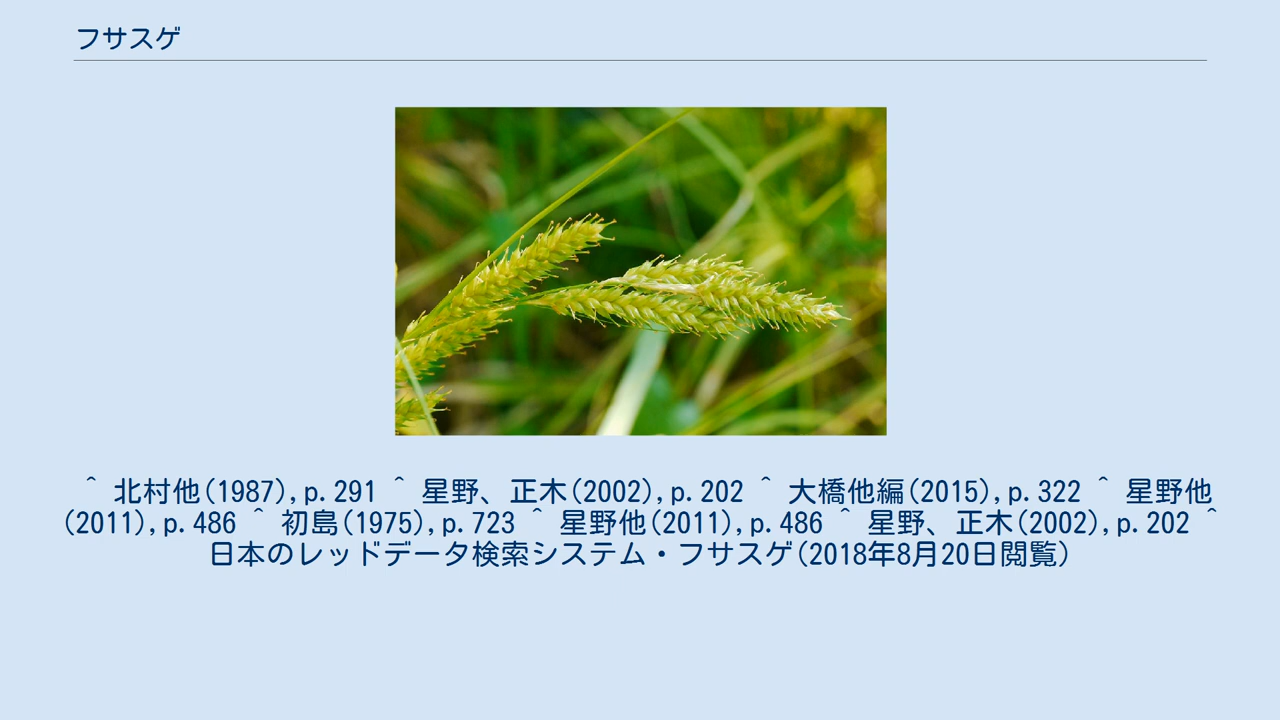 フサスゲ
^ 北村他(1987),p.291 ^ 星野、正木(2002),p.202 ^ 大橋他編(2015),p.322 ^ 星野他
(2011),p.486 ^ 初島(1975),p.723 ^ 星野他(2011),p.486 ^ 星野、正木(2002),p.202 ^
日本のレッドデータ検索システム・フサスゲ(2018年8月20日閲覧)